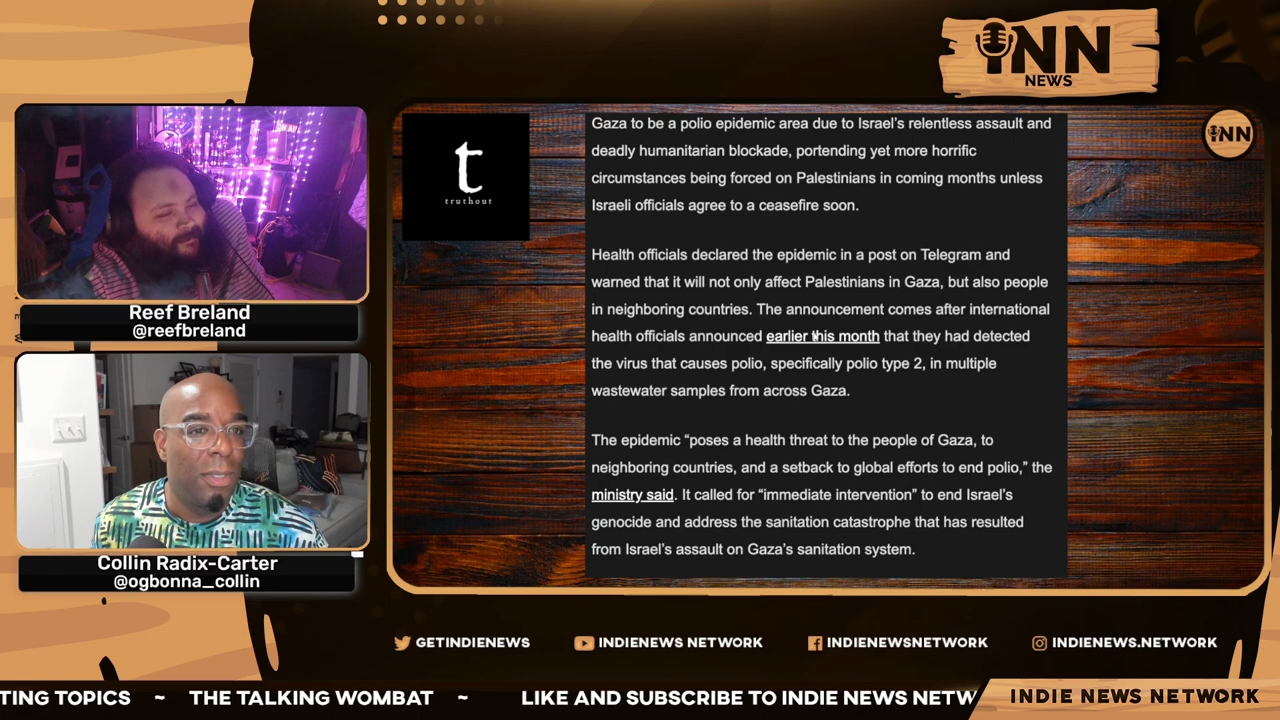 INN
NEWS
INN
t
truthout
Gaza to be a polio epidemic area due to Israel’s relentless assault and
deadly humanitarian blockade, portending yet more horrific
circumstances being forced on Palestinians in coming months unless
Israeli officials agree to a ceasefire soon.
Health officials declared the epidemic in a post on Telegram and
warned that it will not only affect Palestinians in Gaza, but also people
in neighboring countries. The announcement comes after international
health officials announced earlier this month that they had detected
the virus that causes polio, specifically polio type 2, in multiple
wastewater samples from across Gaza.
The epidemic “poses a health threat to the people of Gaza, to
neighboring countries, and a setback to global efforts to end polio,” the
ministry said. It called for “immediate intervention” to end Israel’s
genocide and address the sanitation catastrophe that has resulted
from Israel’s assault on Gaza’s sanitation system.
Reef Breland
@reefbreland
Collin Radix-Carter
@ogbonna_collin
GETINDIENEWS
INDIENEWS NETWORK
INDIENEWSNETWORK
INDIENEWS.NETWORK
TING TOPICS ~ THE TALKING WOMBAT ~ LIKE AND SUBSCRIBE TO INDIE NEWS NETW
INDIE NEWS NETWORK